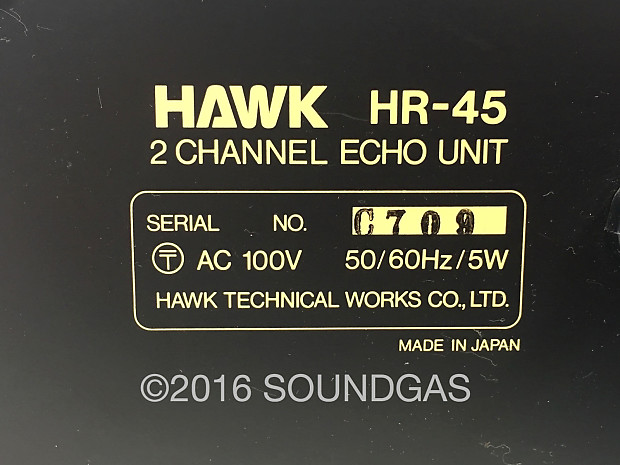 HAWK HR-45
2 CHANNEL ECHO UNIT
SERIAL NO. C709
〒 AC 100V 50/60Hz/5W
HAWK TECHNICAL WORKS CO., LTD.
MADE IN JAPAN
©2016 SOUNDGAS